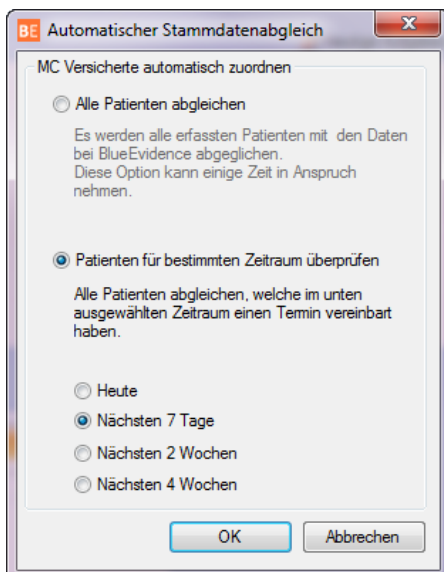 BE Automatischer Stammdatenabgleich
MC Versicherte automatisch zuordnen
Alle Patienten abgleichen
Es werden alle erfassten Patienten mit den Daten
bei BlueEvidence abgeglichen.
Diese Option kann einige Zeit in Anspruch
nehmen.
Patienten für bestimmten Zeitraum überprüfen
Alle Patienten abgleichen, welche im unten
ausgewählten Zeitraum einen Termin vereinbart
haben.
Heute
Nächsten 7 Tage
Nächsten 2 Wochen
Nächsten 4 Wochen
OK Abbrechen